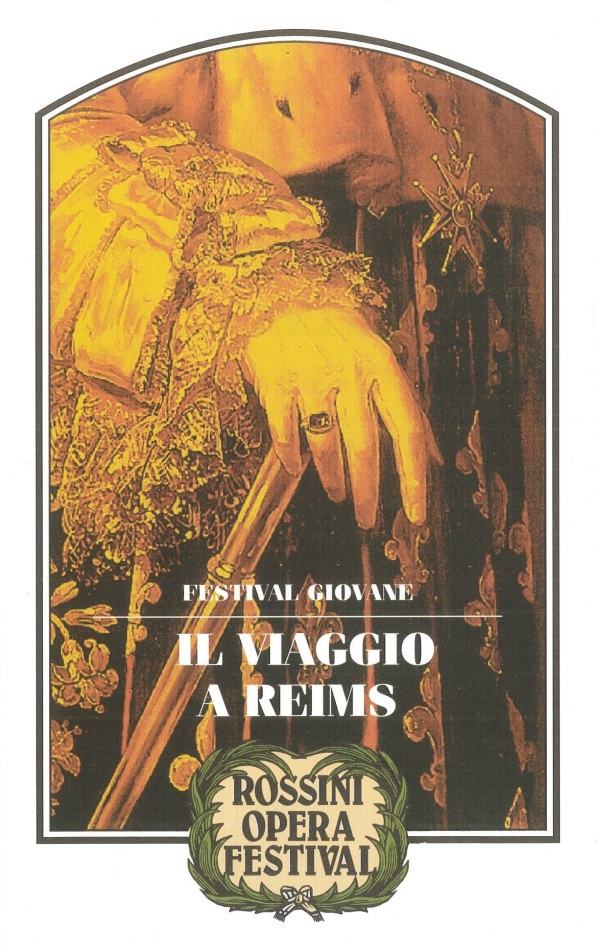 FESTIVAL GIOVANE
IL VIAGGIO
A REIMS
ROSSINI
OPERA
FESTIVAL